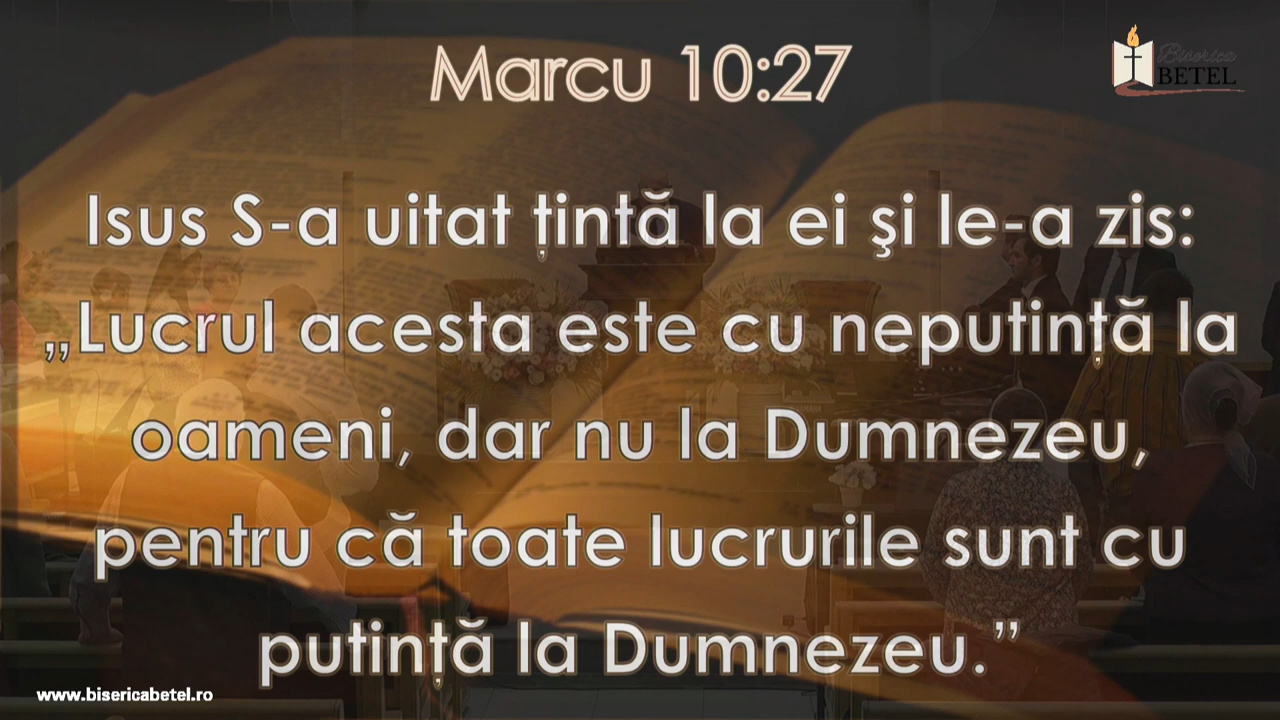 Marcu 10:27
Biserica
BETEL
Isus S-a uitat țintă la ei şi le-a zis:
„Lucrul acesta este cu neputință la
oameni, dar nu la Dumnezeu,
pentru că toate lucrurile sunt cu
putință la Dumnezeu.”
www.bisericabetel.ro